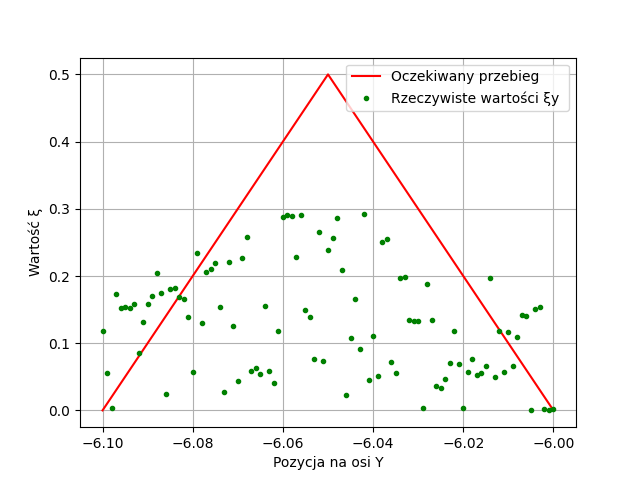 Oczekiwany przebieg
Rzeczywiste wartości ξy
Wartość ξ
0.5
0.4
0.3
0.2
0.1
0.0
−6.10 −6.08 −6.06 −6.04 −6.02 −6.00
Pozycja na osi Y